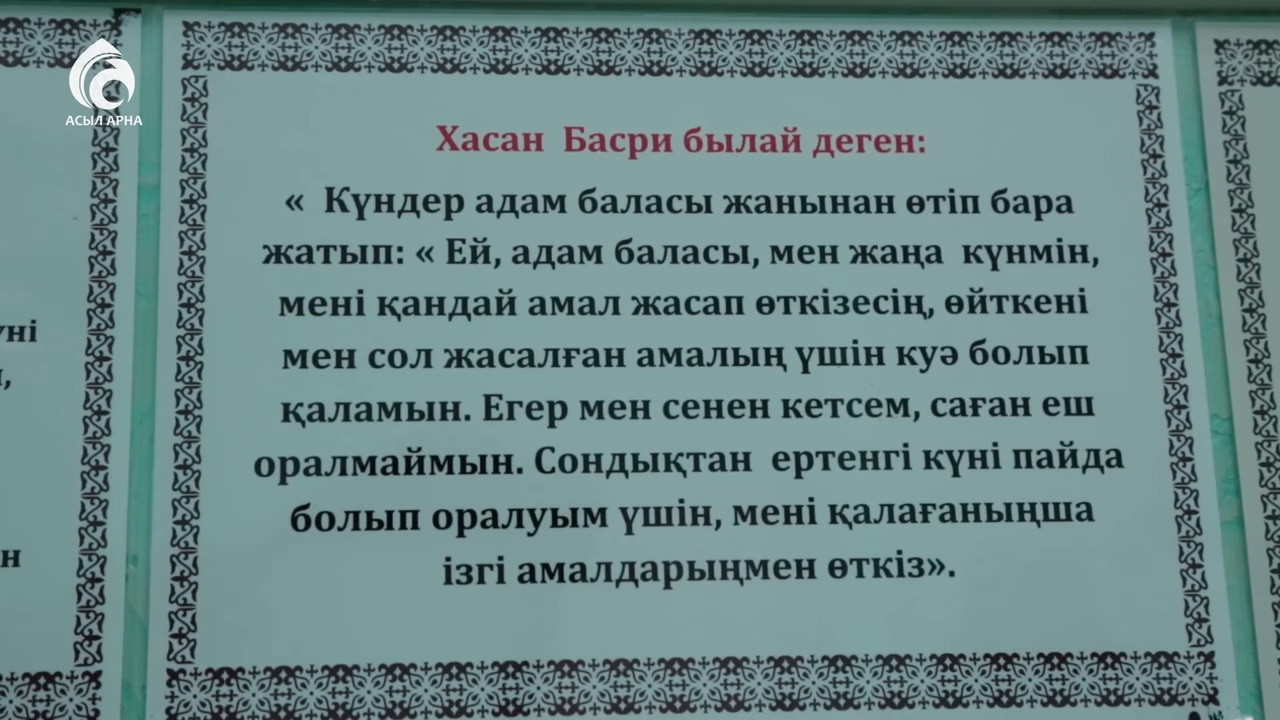 АСЫЛ АРНА
Хасан Басри былай деген:
« Күндер адам баласы жанынан өтіп бара
жатып: « Ей, адам баласы, мен жаңа күнмін,
мені қандай амал жасап өткізесің, өйткені
мен сол жасалған амалың үшін куә болып
қаламын. Егер мен сенен кетсем, саған еш
оралмаймын. Сондықтан ертенгі күні пайда
болып оралуым үшін, мені қалағаныңша
ізгі амалдарыңмен өткіз».